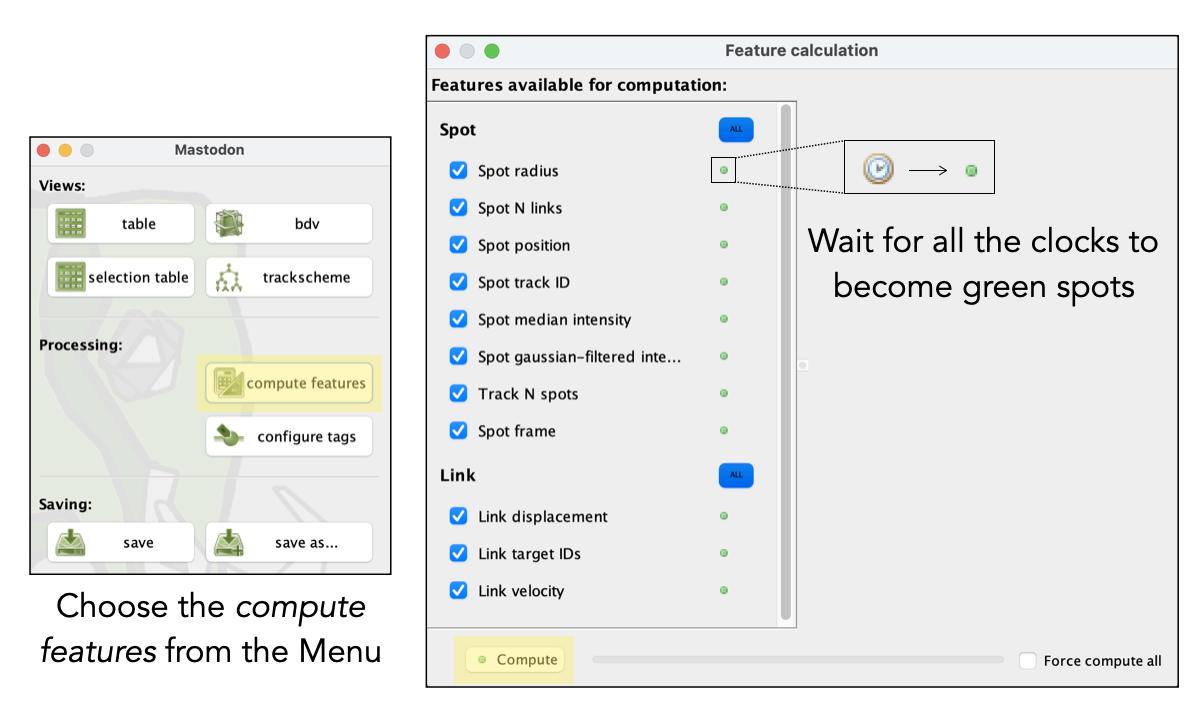 Mastodon
Views:
table
bdv
selection table
trackscheme
Processing:
compute features
configure tags
Saving:
save
save as...
Choose the compute
features from the Menu
Feature calculation
Features available for computation:
Spot
ALL
Spot radius
Spot N links
Spot position
Spot track ID
Spot median intensity
Spot gaussian-filtered inte...
Track N spots
Spot frame
Link
ALL
Link displacement
Link target IDs
Link velocity
Compute
Force compute all
Wait for all the clocks to
become green spots